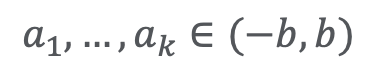 a₁, …, aₖ ∈ (−b, b)